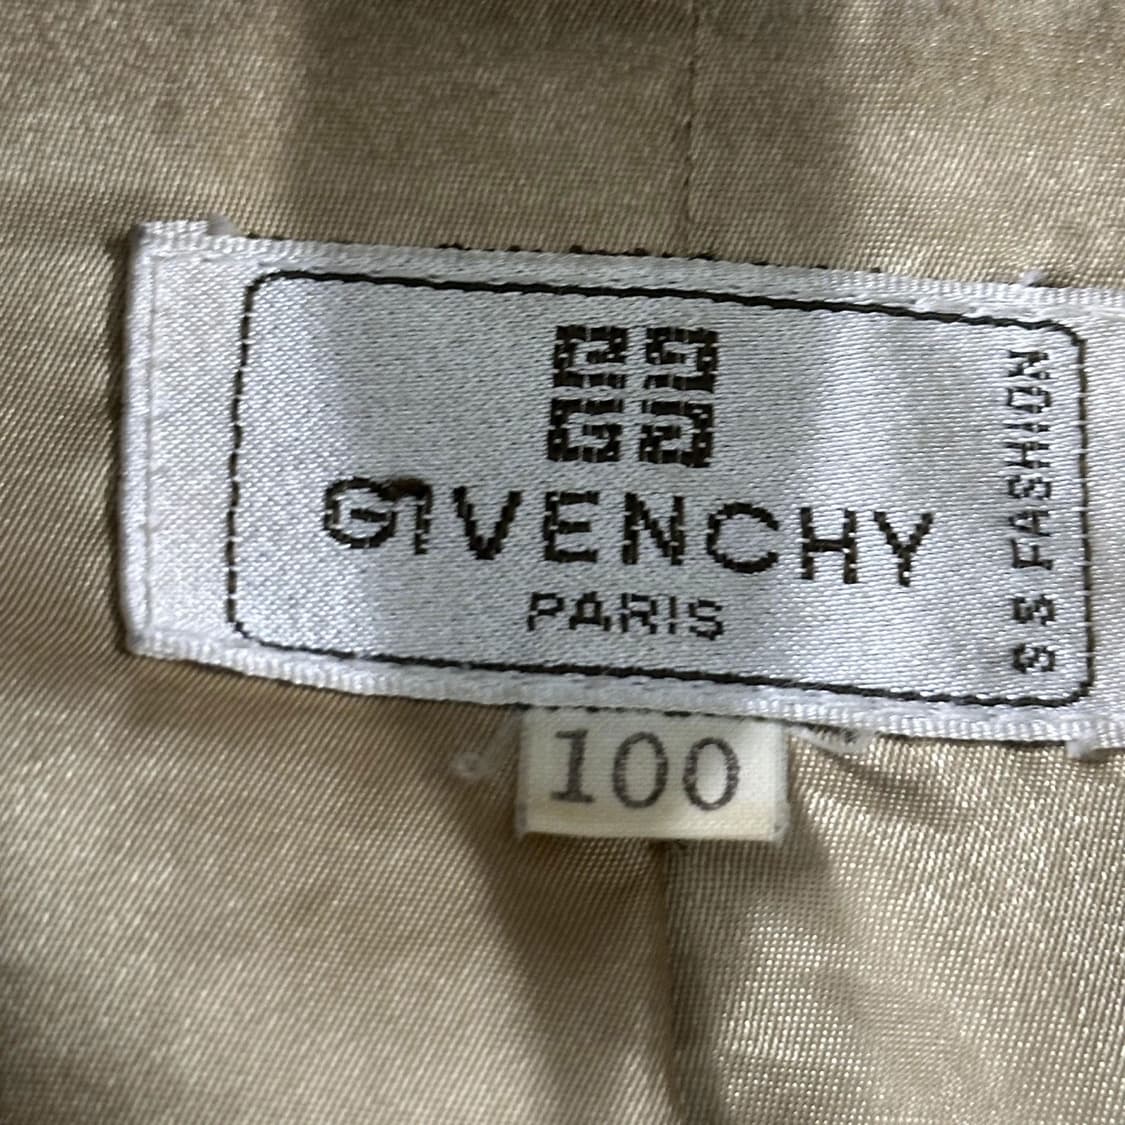 GIVENCHY
PARIS
S S FASHION
100